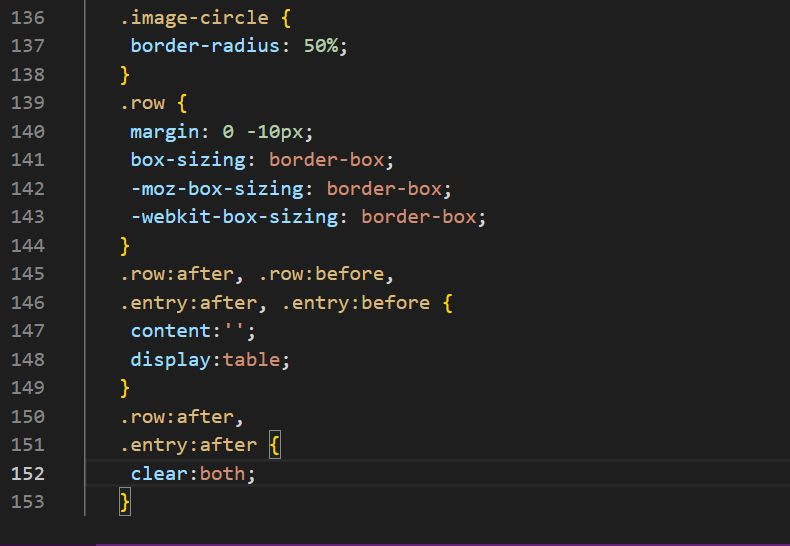 136 .image-circle {
137 border-radius: 50%;
138 }
139 .row {
140 margin: 0 -10px;
141 box-sizing: border-box;
142 -moz-box-sizing: border-box;
143 -webkit-box-sizing: border-box;
144 }
145 .row:after, .row:before,
146 .entry:after, .entry:before {
147 content:'';
148 display:table;
149 }
150 .row:after,
151 .entry:after {
152 clear:both;
153 }